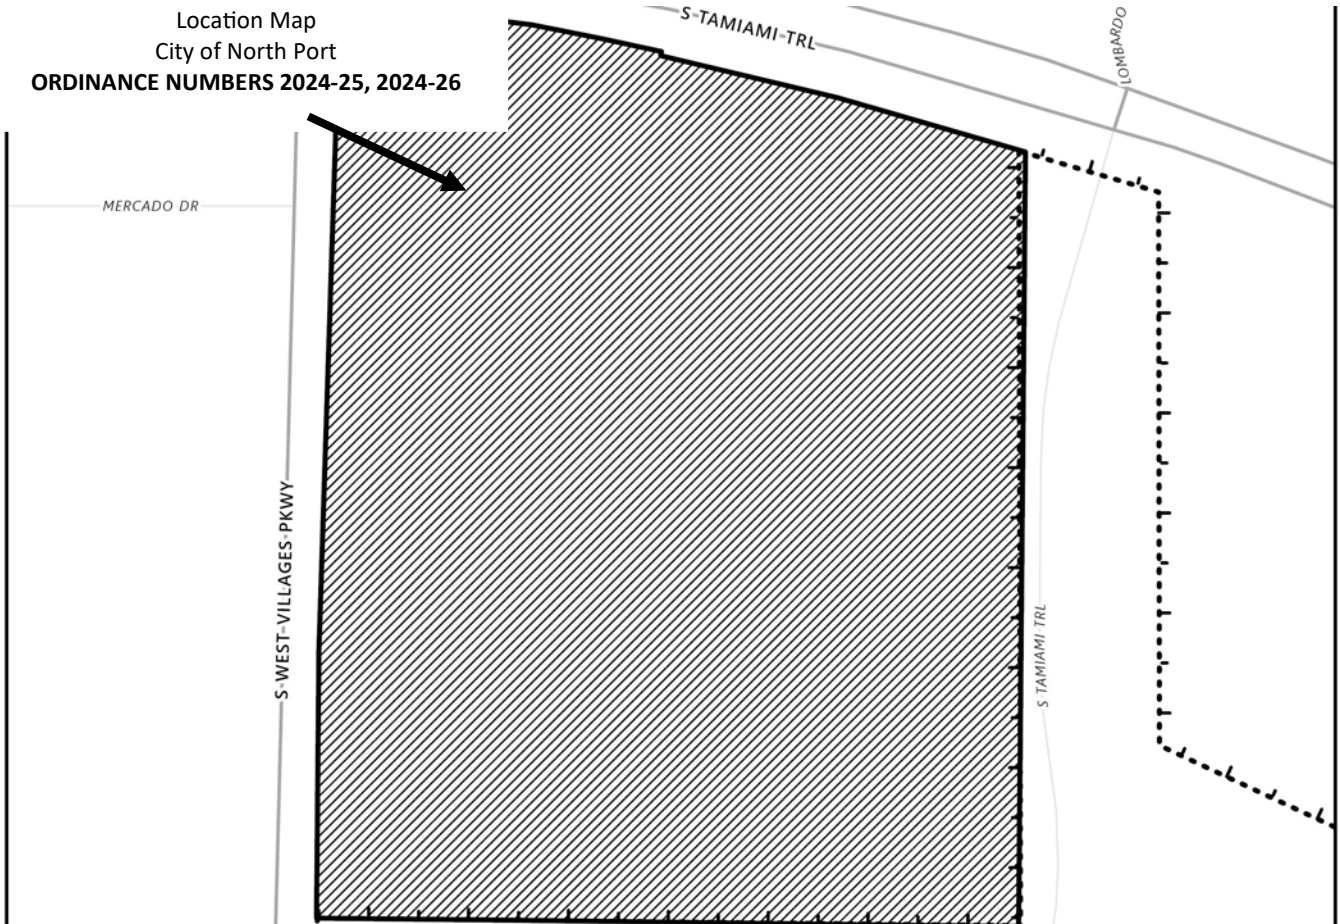 Location Map
City of North Port
ORDINANCE NUMBERS 2024-25, 2024-26
S TAMIAMI TRL
LOMBARDO
MERCADO DR
S WEST VILLAGES PKWY
S TAMIAMI TRL